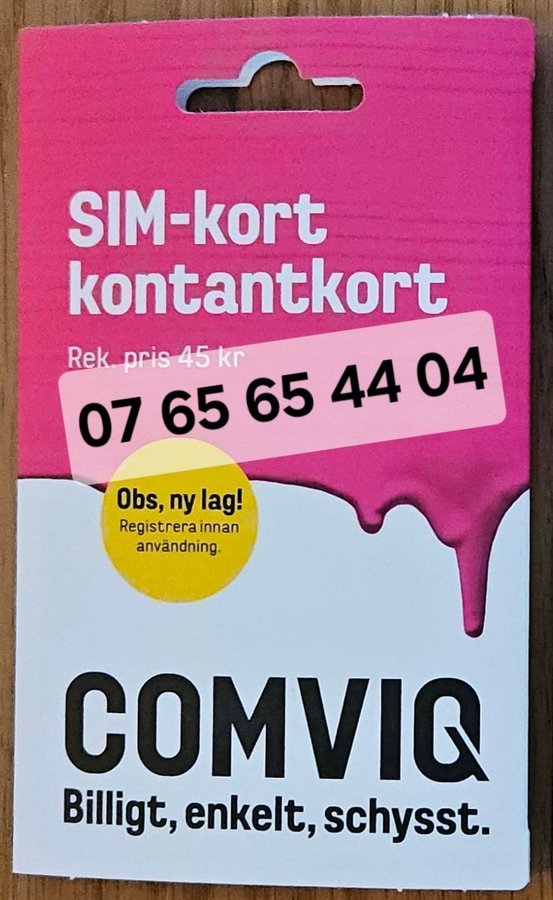 SIM-kort
kontantkort
Rek. pris 45 kr
07 65 65 44 04
Obs, ny lag!
Registrera innan
användning.
COMVIQ
Billigt, enkelt, schysst.